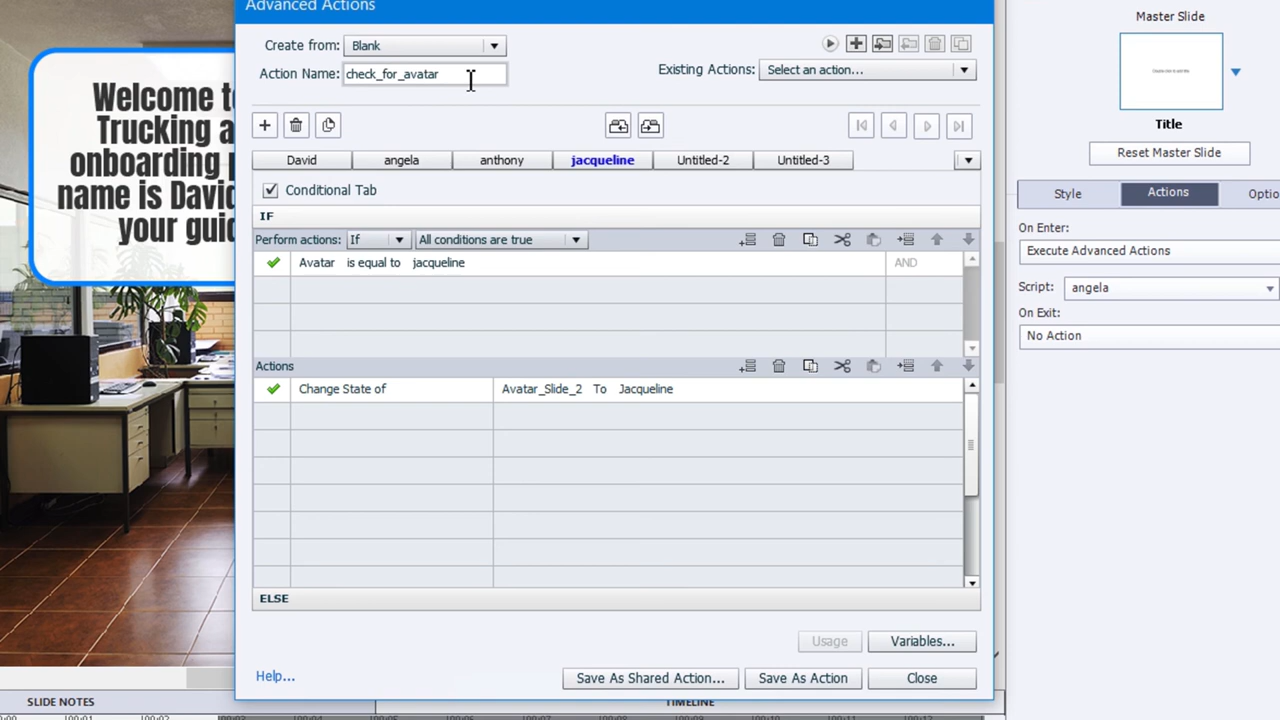 Advanced Actions
Create from: Blank
Action Name: check_for_avatar
Existing Actions: Select an action...
David angela anthony jacqueline Untitled-2 Untitled-3
Conditional Tab
IF
Perform actions: If All conditions are true
Avatar is equal to jacqueline AND
Actions
Change State of Avatar_Slide_2 To Jacqueline
ELSE
Usage Variables...
Help... Save As Shared Action... Save As Action Close
Welcome
Trucking
onboarding
name is David
your
SLIDE NOTES
TIMELINE
Master Slide
Title
Reset Master Slide
Style Actions
On Enter:
Execute Advanced Actions
Script: angela
On Exit:
No Action